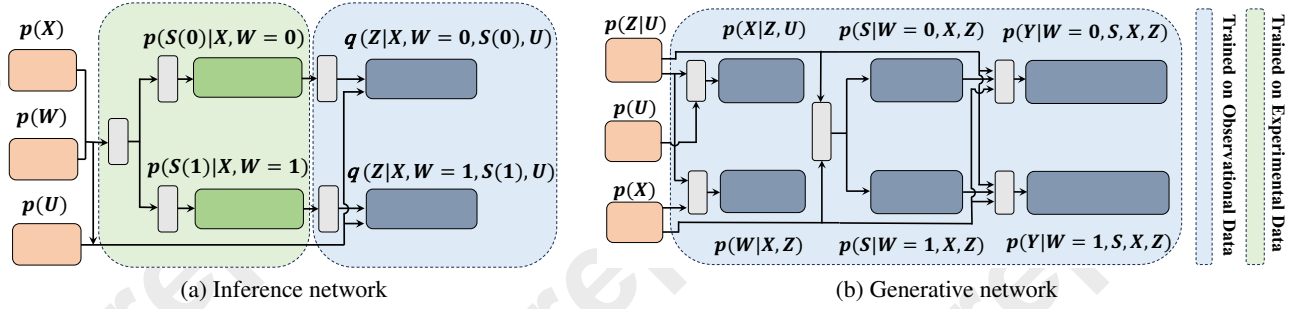 p(X)
p(W)
p(U)
p(S(0)|X, W = 0)
p(S(1)|X, W = 1)
q(Z|X, W = 0, S(0), U)
q(Z|X, W = 1, S(1), U)
(a) Inference network
p(Z|U)
p(U)
p(X)
p(X|Z, U)
p(S|W = 0, X, Z)
p(Y|W = 0, S, X, Z)
p(W|X, Z)
p(S|W = 1, X, Z)
p(Y|W = 1, S, X, Z)
(b) Generative network
Trained on Observational Data
Trained on Experimental Data